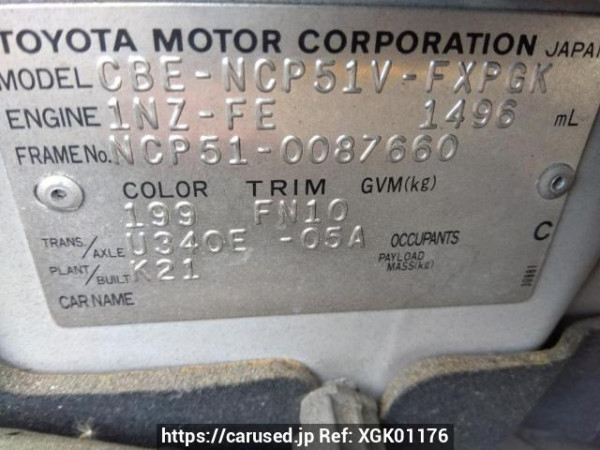 TOYOTA MOTOR CORPORATION JAPAN
MODEL CBE-NCP51V-FXPGK
ENGINE 1NZ-FE 1496 mL
FRAME No. NCP51-0087660
COLOR TRIM GVM(kg)
199 FN10
TRANS./AXLE U340E -05A OCCUPANTS C
PLANT/BUILT K21 PAYLOAD MASS(kg)
CAR NAME
https://carused.jp Ref: XGK01176